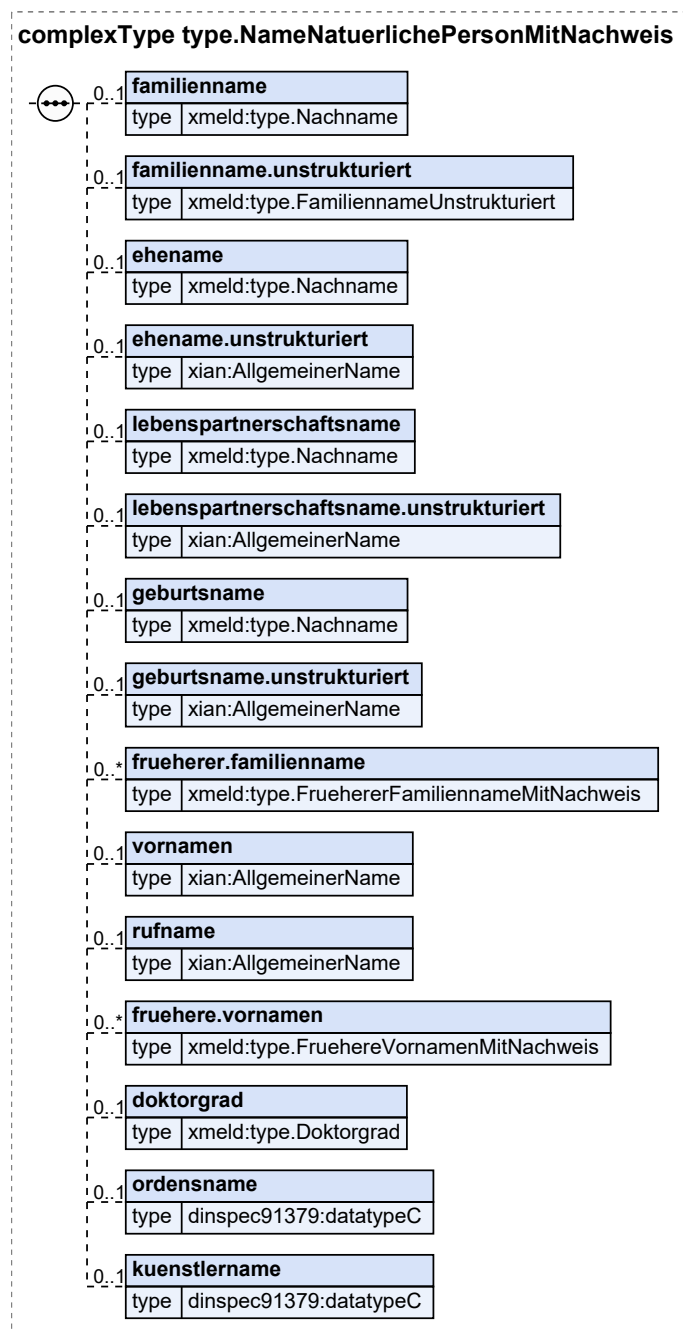 complexType type.NameNatuerlichePersonMitNachweis
0..1 familienname
type xmeld:type.Nachname
0..1 familienname.unstrukturiert
type xmeld:type.FamiliennameUnstrukturiert
0..1 ehename
type xmeld:type.Nachname
0..1 ehename.unstrukturiert
type xian:AllgemeinerName
0..1 lebenspartnerschaftsname
type xmeld:type.Nachname
0..1 lebenspartnerschaftsname.unstrukturiert
type xian:AllgemeinerName
0..1 geburtsname
type xmeld:type.Nachname
0..1 geburtsname.unstrukturiert
type xian:AllgemeinerName
0..* frueherer.familienname
type xmeld:type.FruehererFamiliennameMitNachweis
0..1 vornamen
type xian:AllgemeinerName
0..1 rufname
type xian:AllgemeinerName
0..* fruehere.vornamen
type xmeld:type.FruehereVornamenMitNachweis
0..1 doktorgrad
type xmeld:type.Doktorgrad
0..1 ordensname
type dinspec91379:datatypeC
0..1 kuenstlername
type dinspec91379:datatypeC